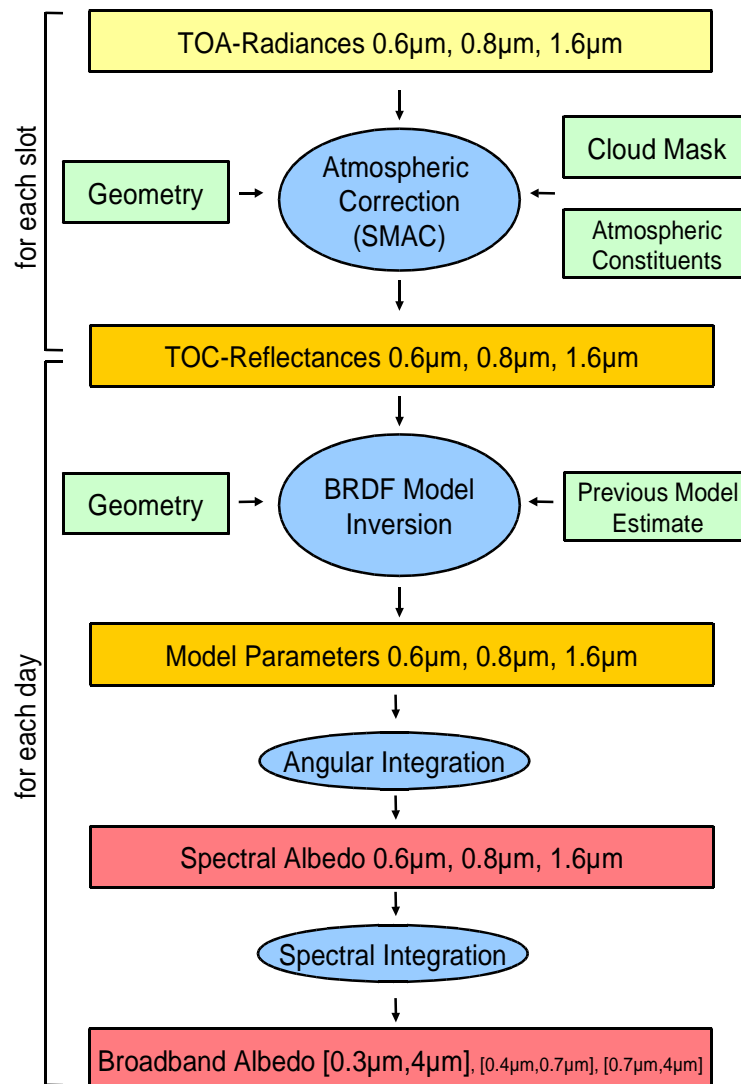 for each slot
TOA-Radiances 0.6µm, 0.8µm, 1.6µm
Geometry
Atmospheric
Correction
(SMAC)
Cloud Mask
Atmospheric
Constituents
TOC-Reflectances 0.6µm, 0.8µm, 1.6µm
for each day
Geometry
BRDF Model
Inversion
Previous Model
Estimate
Model Parameters 0.6µm, 0.8µm, 1.6µm
Angular Integration
Spectral Albedo 0.6µm, 0.8µm, 1.6µm
Spectral Integration
Broadband Albedo [0.3µm,4µm], [0.4µm,0.7µm], [0.7µm,4µm]